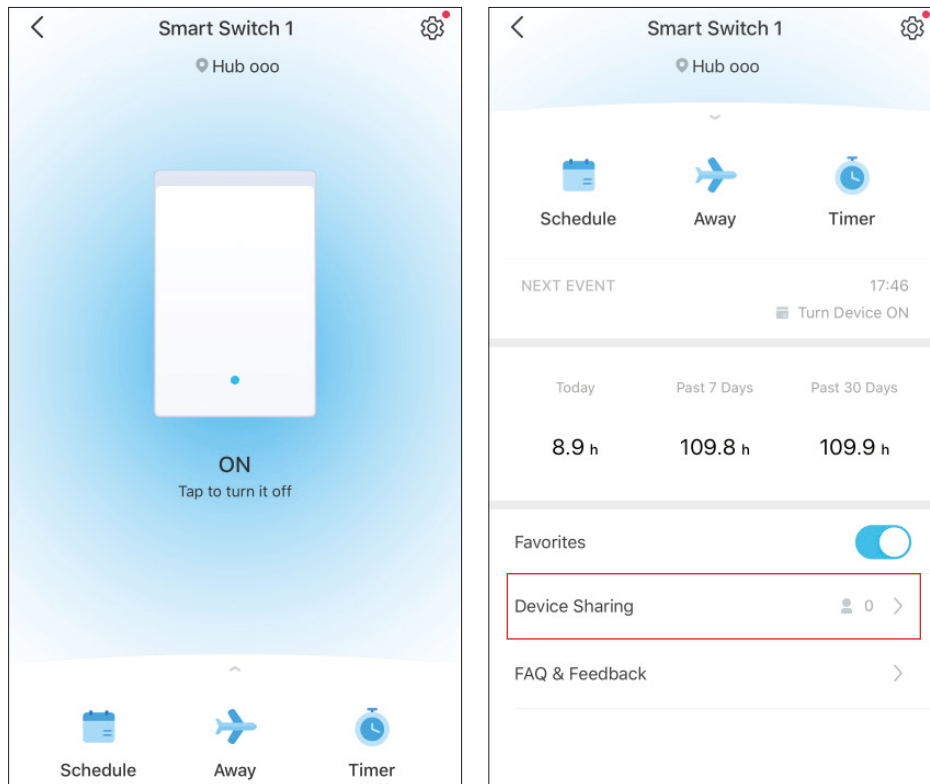 Smart Switch 1
Hub ooo
ON
Tap to turn it off
Schedule Away Timer
Smart Switch 1
Hub ooo
Schedule Away Timer
NEXT EVENT 17:46
Turn Device ON
Today Past 7 Days Past 30 Days
8.9 h 109.8 h 109.9 h
Favorites
Device Sharing 0
FAQ & Feedback